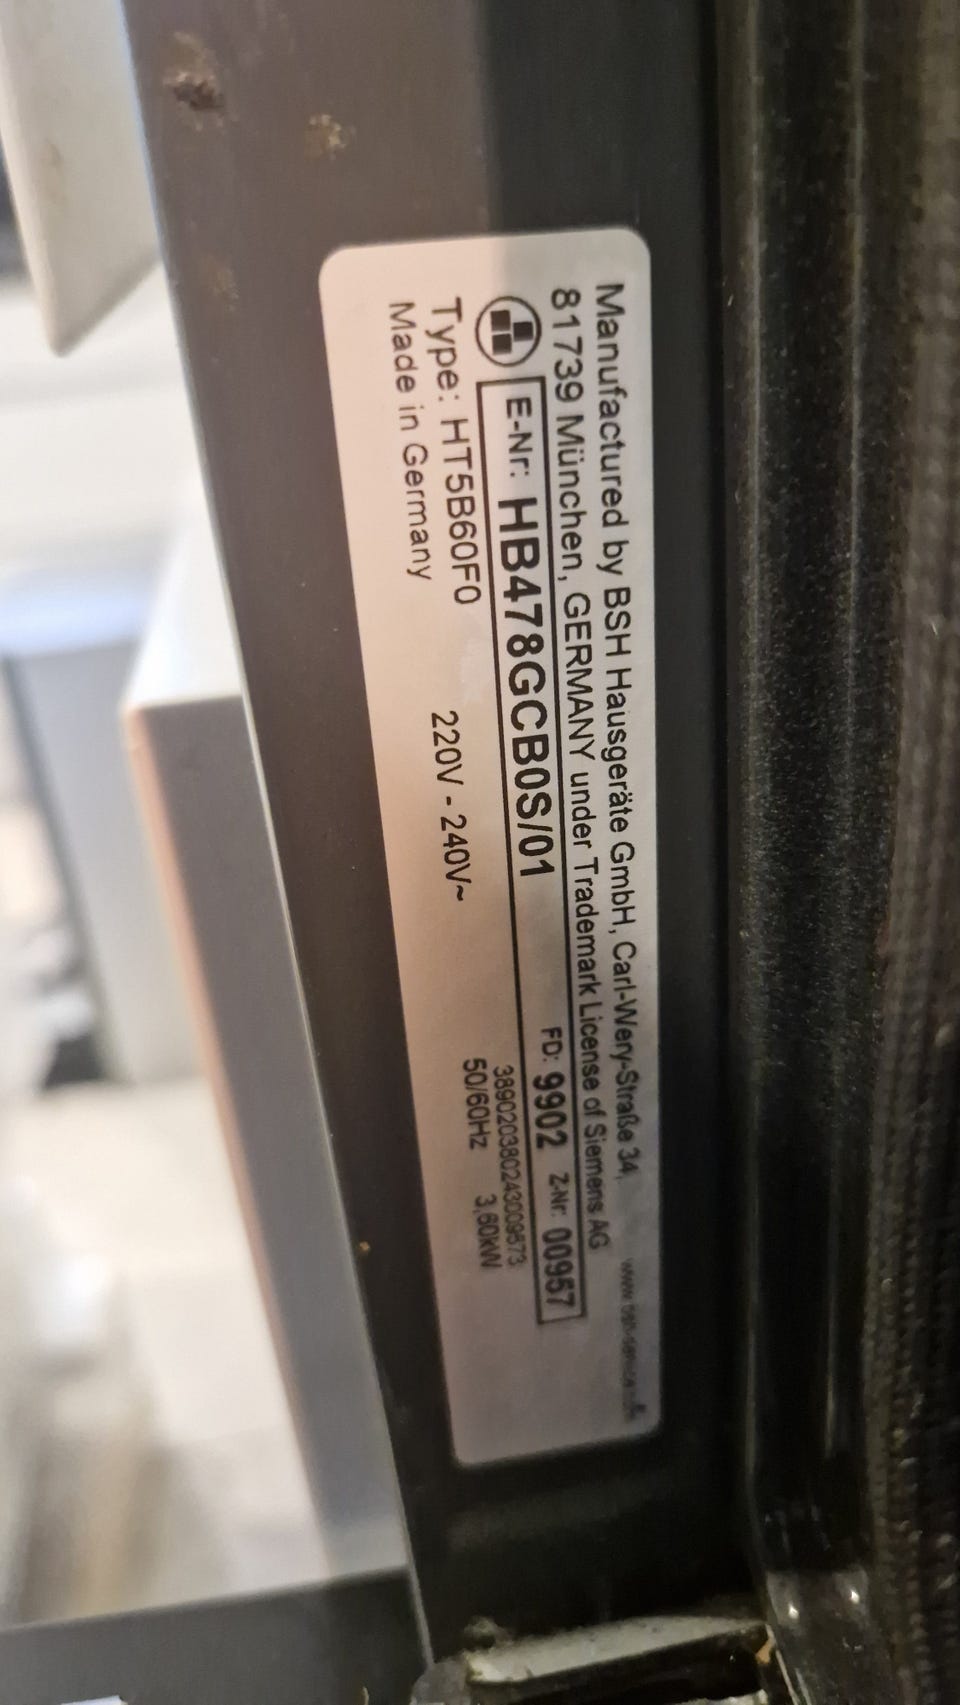 Manufactured by BSH Hausgeräte GmbH, Carl-Wery-Straße 34,
81739 München, GERMANY under Trademark License of Siemens AG
E-Nr: HB478GCB0S/01 FD: 9902 Z-Nr: 00957
389020380243009573
Type: HT5B60F0 220V - 240V~ 50/60Hz 3,60kW
Made in Germany